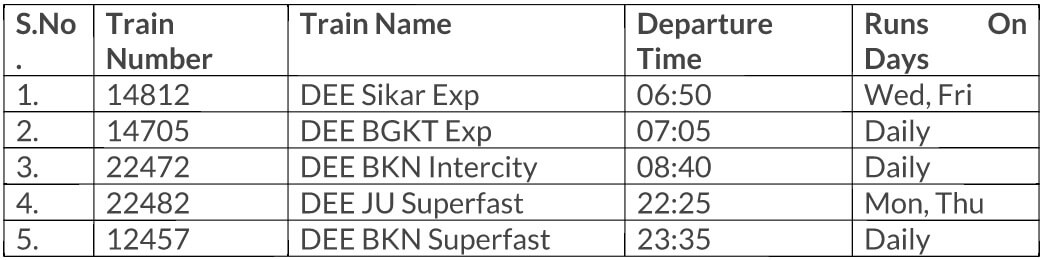 S.No Train Train Name Departure Runs On
. Number Time Days
1. 14812 DEE Sikar Exp 06:50 Wed, Fri
2. 14705 DEE BGKT Exp 07:05 Daily
3. 22472 DEE BKN Intercity 08:40 Daily
4. 22482 DEE JU Superfast 22:25 Mon, Thu
5. 12457 DEE BKN Superfast 23:35 Daily